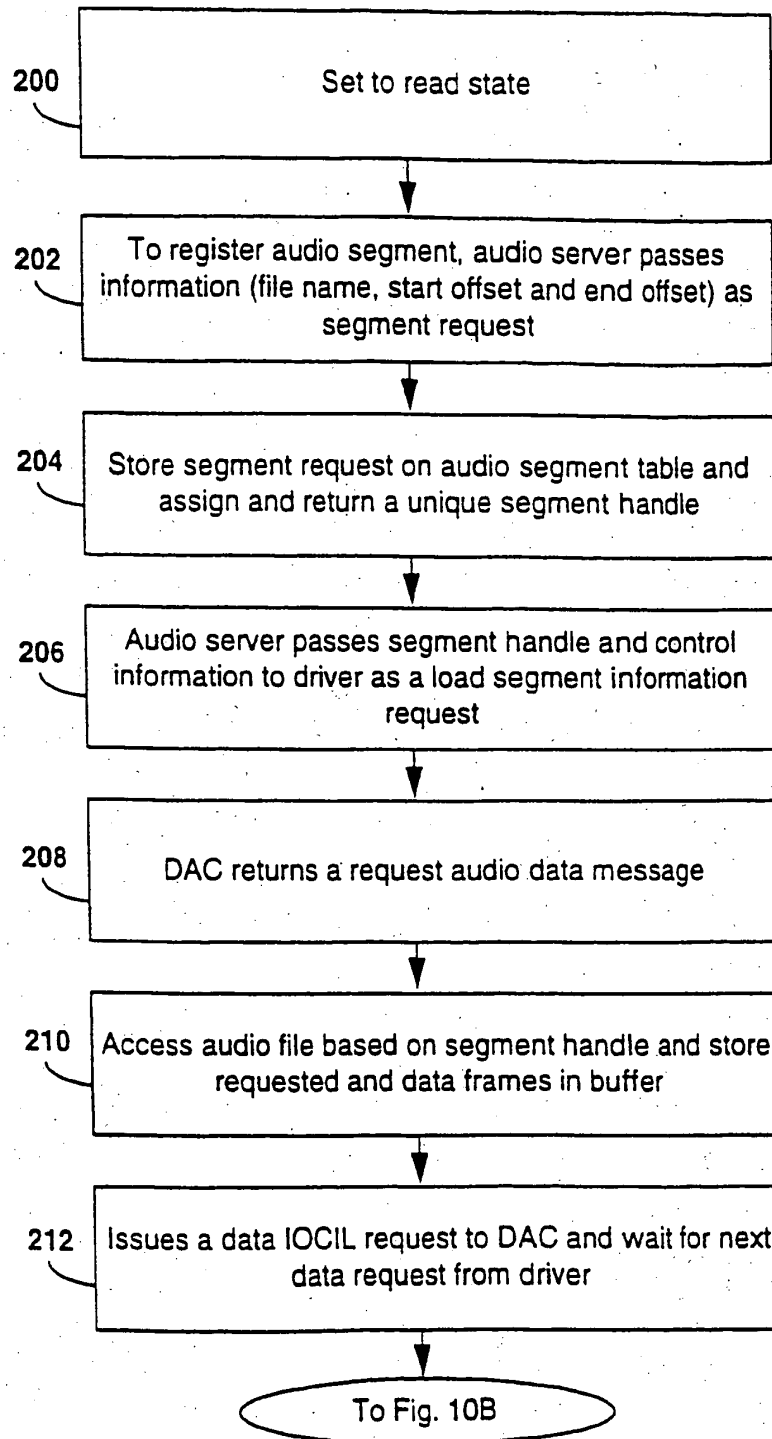 200
Set to read state
202
To register audio segment, audio server passes
information (file name, start offset and end offset) as
segment request
204
Store segment request on audio segment table and
assign and return a unique segment handle
206
Audio server passes segment handle and control
information to driver as a load segment information
request
208
DAC returns a request audio data message
210
Access audio file based on segment handle and store
requested and data frames in buffer
212
Issues a data IOCIL request to DAC and wait for next
data request from driver
To Fig. 10B